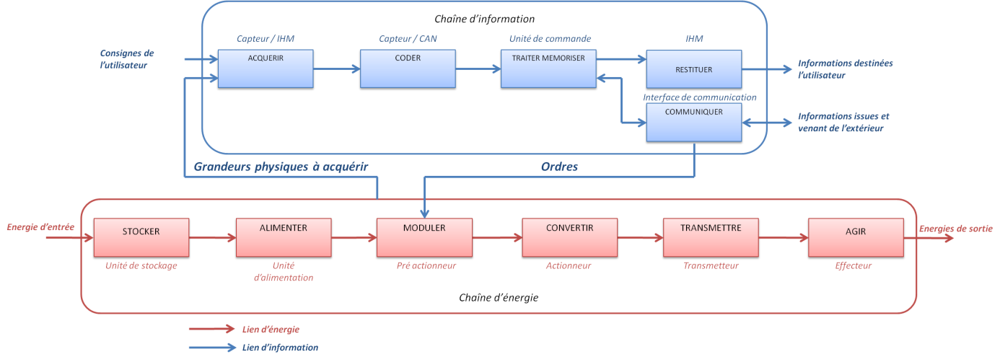 Chaîne d'information
Capteur / IHM
Capteur / CAN
Unité de commande
IHM
Consignes de
l'utilisateur
ACQUERIR
CODER
TRAITER MEMORISER
RESTITUER
Informations destinées
l'utilisateur
Interface de communication
COMMUNIQUER
Informations issues et
venant de l'extérieur
Grandeurs physiques à acquérir
Ordres
Energie d'entrée
STOCKER
ALIMENTER
MODULER
CONVERTIR
TRANSMETTRE
AGIR
Energies de sortie
Unité de stockage
Unité
d'alimentation
Pré actionneur
Actionneur
Transmetteur
Effecteur
Chaîne d'énergie
Lien d'énergie
Lien d'information